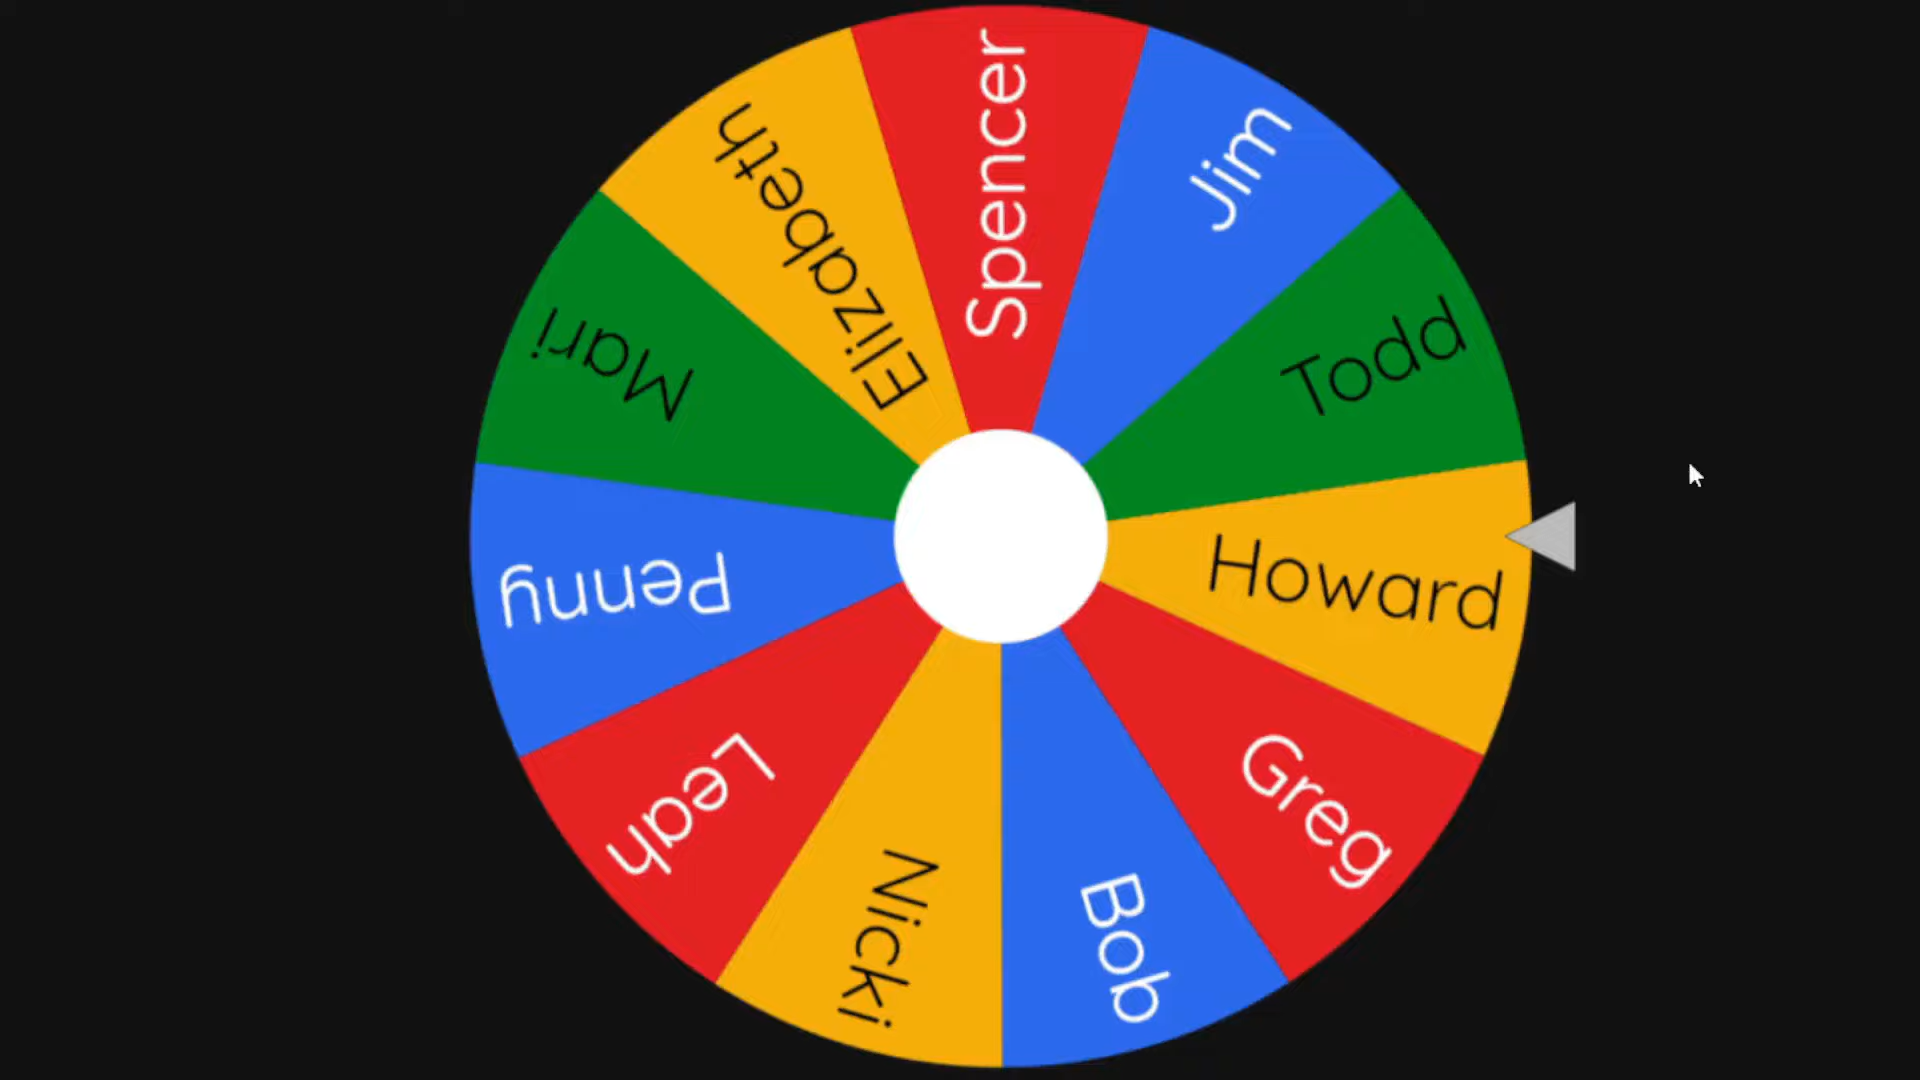 Spencer
Jim
Todd
Howard
Greg
Bob
Nicki
Leah
Penny
Mari
Elizabeth